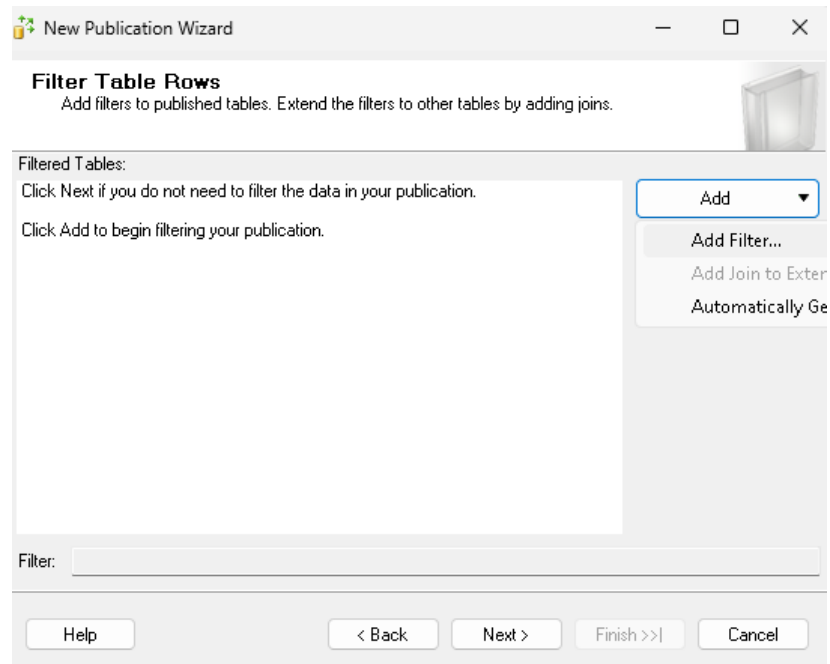 New Publication Wizard
Filter Table Rows
Add filters to published tables. Extend the filters to other tables by adding joins.
Filtered Tables:
Click Next if you do not need to filter the data in your publication.
Click Add to begin filtering your publication.
Add
Add Filter...
Add Join to Exter
Automatically Ge
Filter:
Help
< Back
Next >
Finish >>|
Cancel